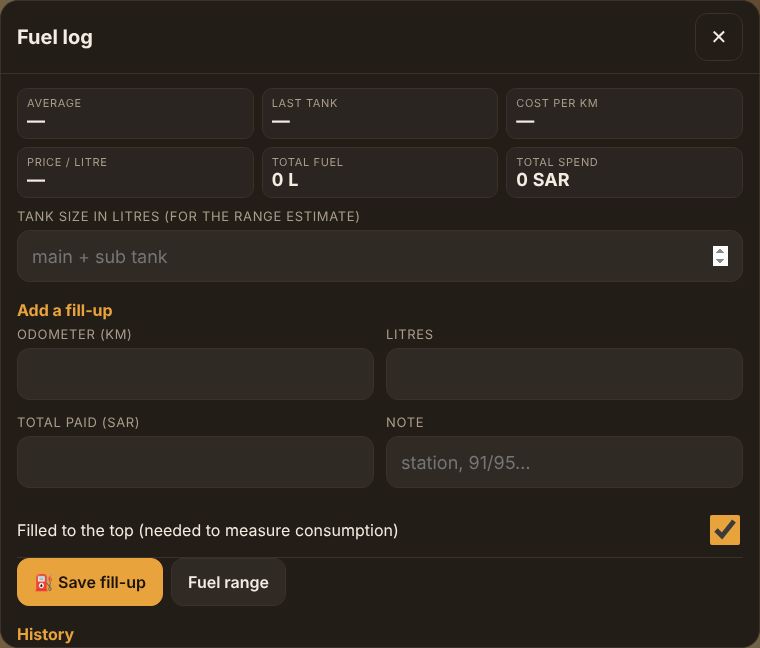 Fuel log
AVERAGE
—
LAST TANK
—
COST PER KM
—
PRICE / LITRE
—
TOTAL FUEL
0 L
TOTAL SPEND
0 SAR
TANK SIZE IN LITRES (FOR THE RANGE ESTIMATE)
main + sub tank
Add a fill-up
ODOMETER (KM)
LITRES
TOTAL PAID (SAR)
NOTE
station, 91/95...
Filled to the top (needed to measure consumption)
Save fill-up
Fuel range
History